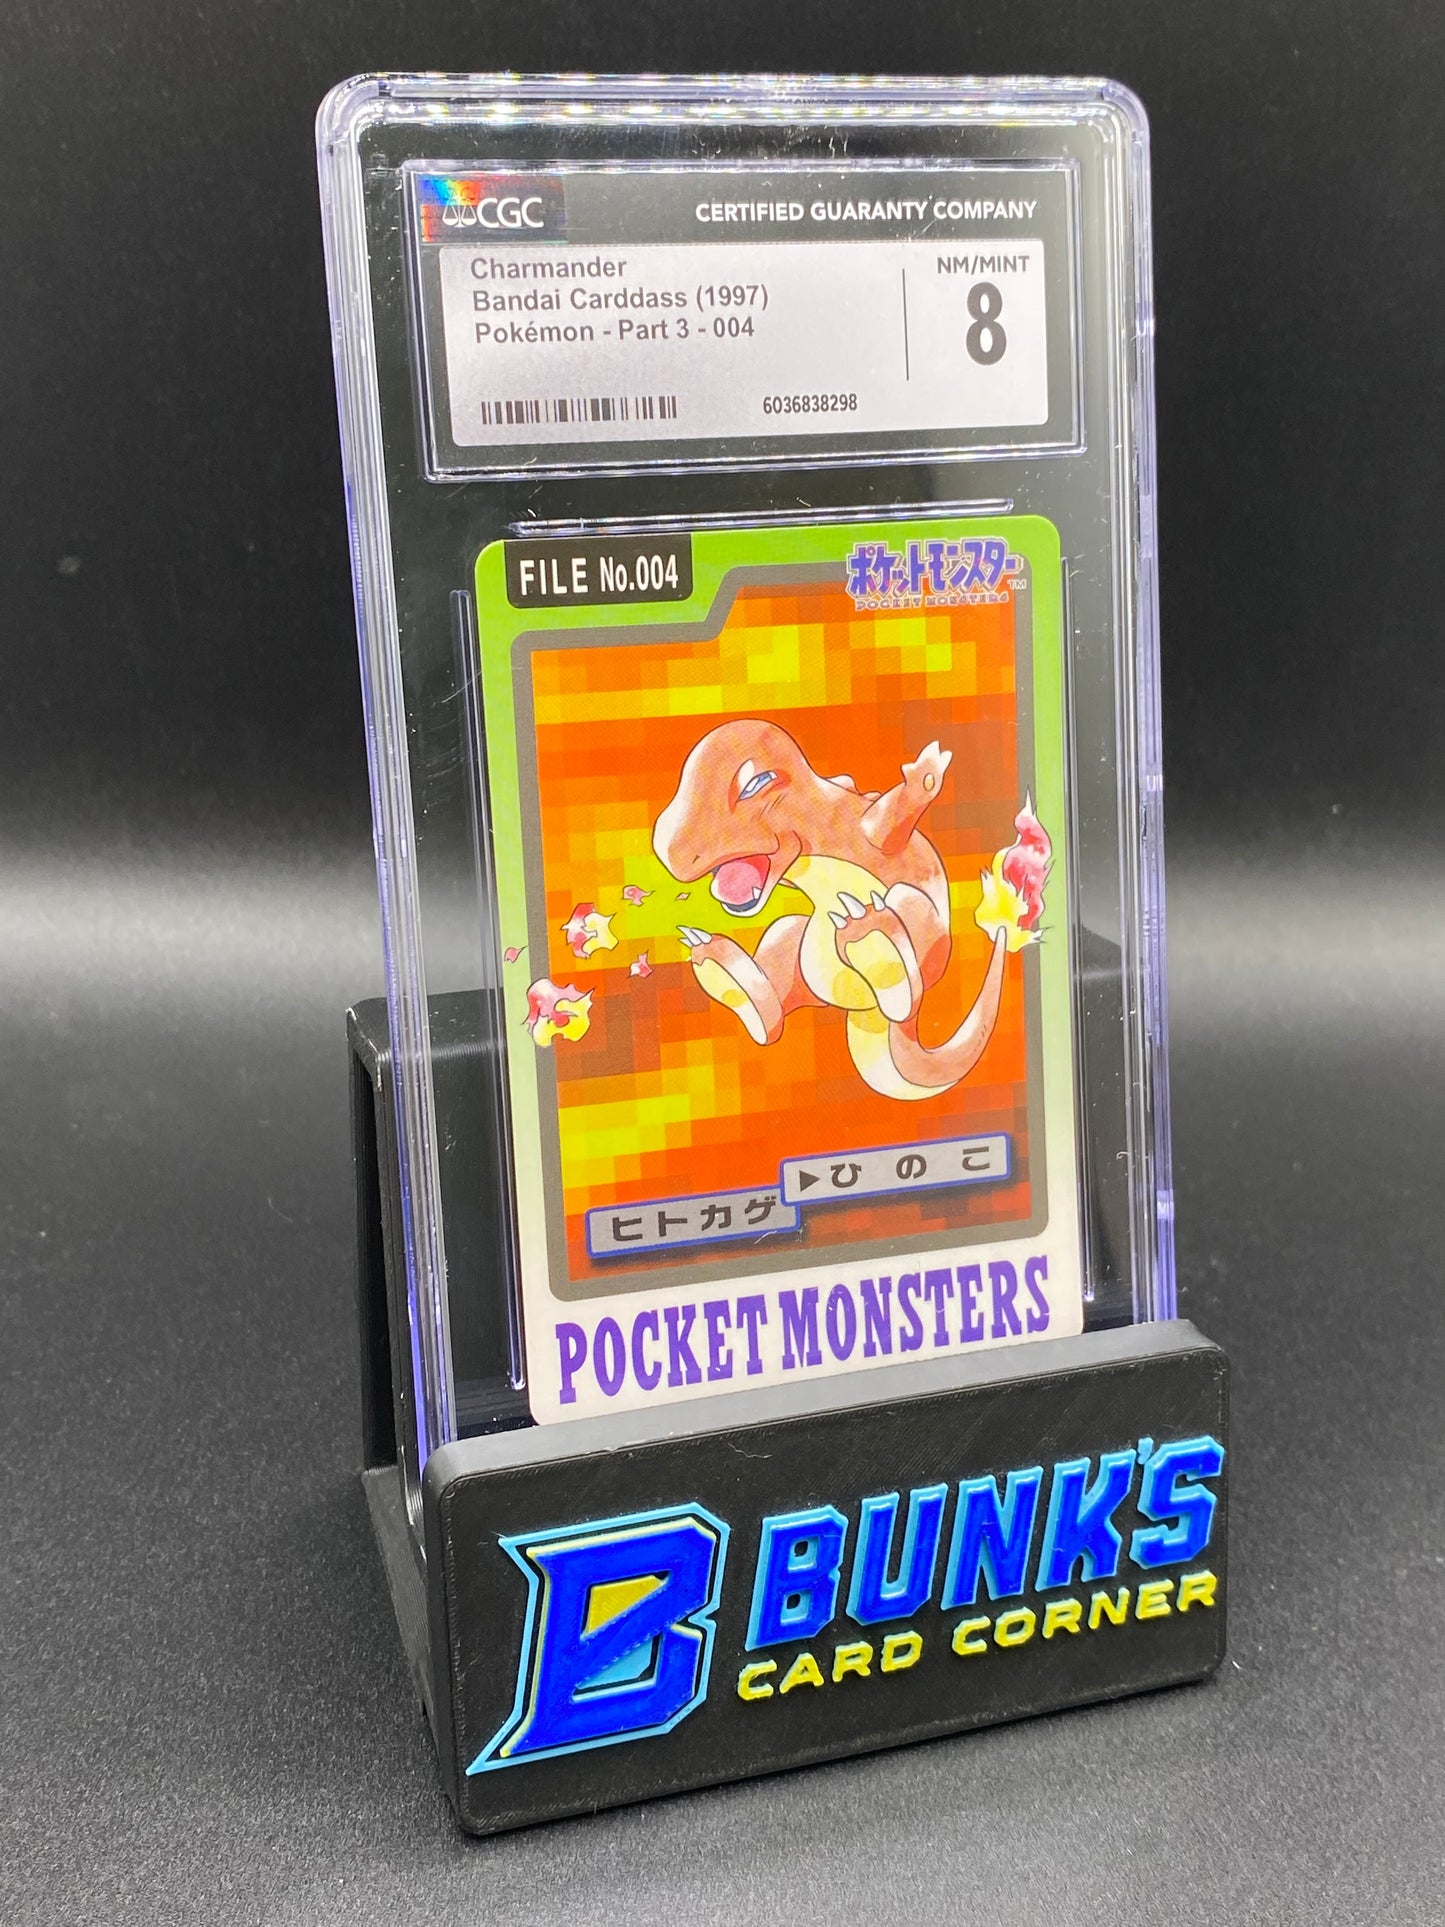 CGC
CERTIFIED GUARANTY COMPANY
Charmander
Bandai Carddass (1997)
Pokémon - Part 3 - 004
NM/MINT
8
6036838298
FILE No.004
ポケットモンスター
TM
POCKET MONSTERS
▶ひのこ
ヒトカゲ
POCKET MONSTERS
B
BUNK'S
CARD CORNER